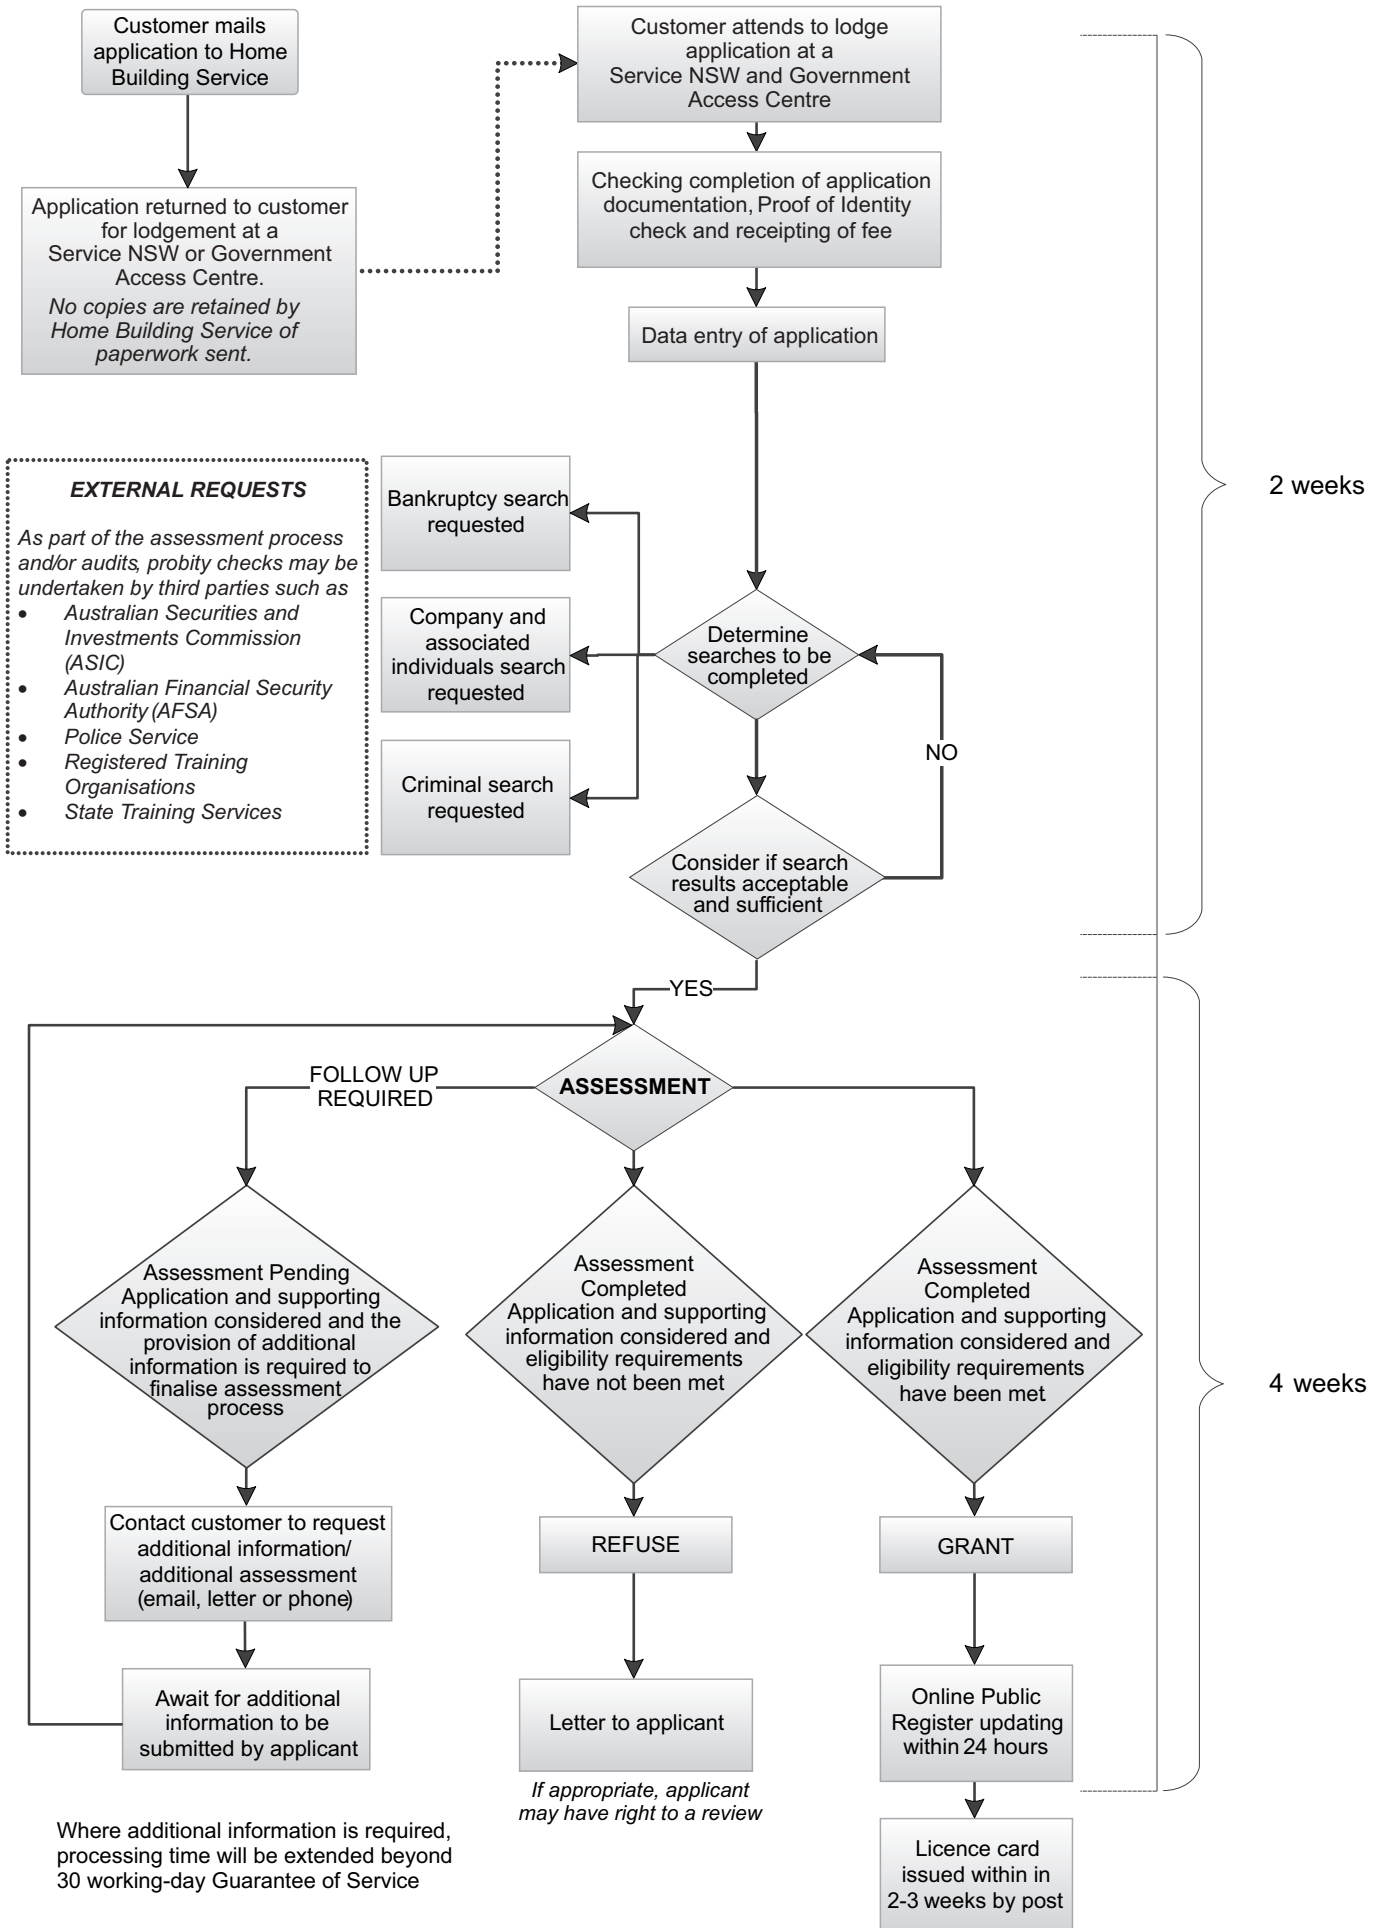 Customer mails
application to Home
Building Service
Application returned to customer
for lodgement at a
Service NSW or Government
Access Centre.
No copies are retained by
Home Building Service of
paperwork sent.
Customer attends to lodge
application at a
Service NSW and Government
Access Centre
Checking completion of application
documentation, Proof of Identity
check and receipting of fee
Data entry of application
2 weeks
EXTERNAL REQUESTS
As part of the assessment process
and/or audits, probity checks may be
undertaken by third parties such as
• Australian Securities and
Investments Commission
(ASIC)
• Australian Financial Security
Authority (AFSA)
• Police Service
• Registered Training
Organisations
• State Training Services
Bankruptcy search
requested
Company and
associated
individuals search
requested
Criminal search
requested
Determine
searches to be
completed
NO
Consider if search
results acceptable
and sufficient
YES
ASSESSMENT
FOLLOW UP
REQUIRED
Assessment Pending
Application and supporting
information considered and the
provision of additional
information is required to
finalise assessment
process
Assessment
Completed
Application and supporting
information considered and
eligibility requirements
have not been met
Assessment
Completed
Application and supporting
information considered and
eligibility requirements
have been met
4 weeks
Contact customer to request
additional information/
additional assessment
(email, letter or phone)
REFUSE
GRANT
Await for additional
information to be
submitted by applicant
Letter to applicant
If appropriate, applicant
may have right to a review
Online Public
Register updating
within 24 hours
Licence card
issued within in
2-3 weeks by post
Where additional information is required,
processing time will be extended beyond
30 working-day Guarantee of Service